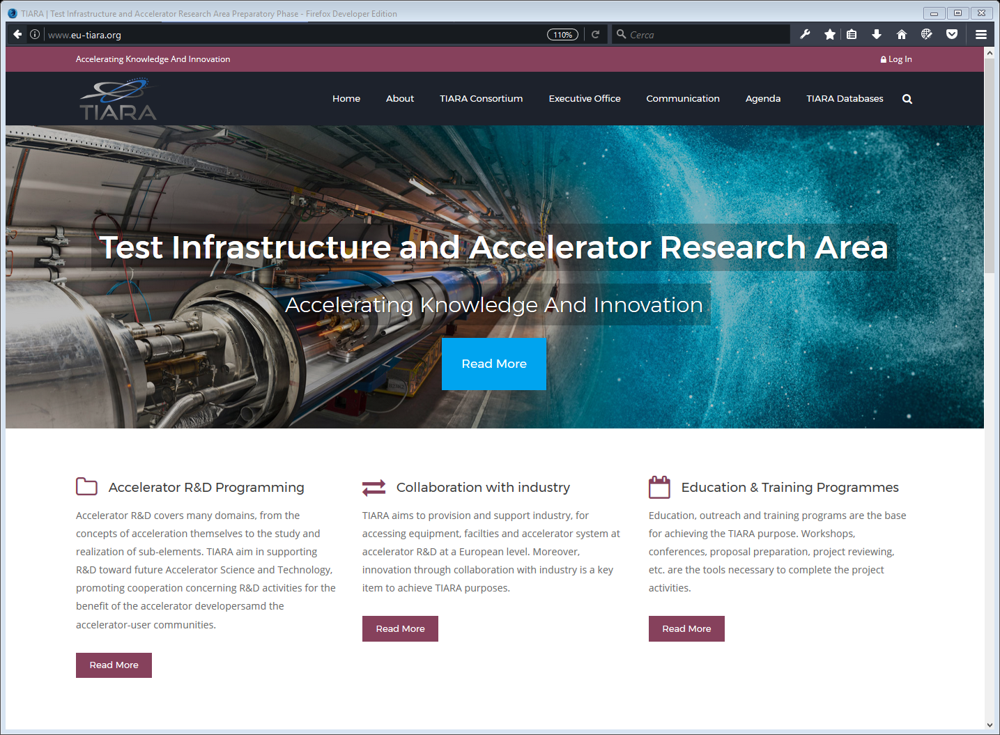 TIARA | Test Infrastructure and Accelerator Research Area Preparatory Phase - Firefox Developer Edition
www.eu-tiara.org
110%
Cerca
Accelerating Knowledge And Innovation
Log In
TIARA
Home
About
TIARA Consortium
Executive Office
Communication
Agenda
TIARA Databases
Test Infrastructure and Accelerator Research Area
Accelerating Knowledge And Innovation
Read More
Accelerator R&D Programming
Accelerator R&D covers many domains, from the
concepts of acceleration themselves to the study and
realization of sub-elements. TIARA aim in supporting
R&D toward future Accelerator Science and Technology,
promoting cooperation concerning R&D activities for the
benefit of the accelerator developersamd the
accelerator-user communities.
Read More
Collaboration with industry
TIARA aims to provision and support industry, for
accessing equipment, facilties and accelerator system at
accelerator R&D at a European level. Moreover,
innovation through collaboration with industry is a key
item to achieve TIARA purposes.
Read More
Education & Training Programmes
Education, outreach and training programs are the base
for achieving the TIARA purpose. Workshops,
conferences, proposal preparation, project reviewing,
etc. are the tools necessary to complete the project
activities.
Read More